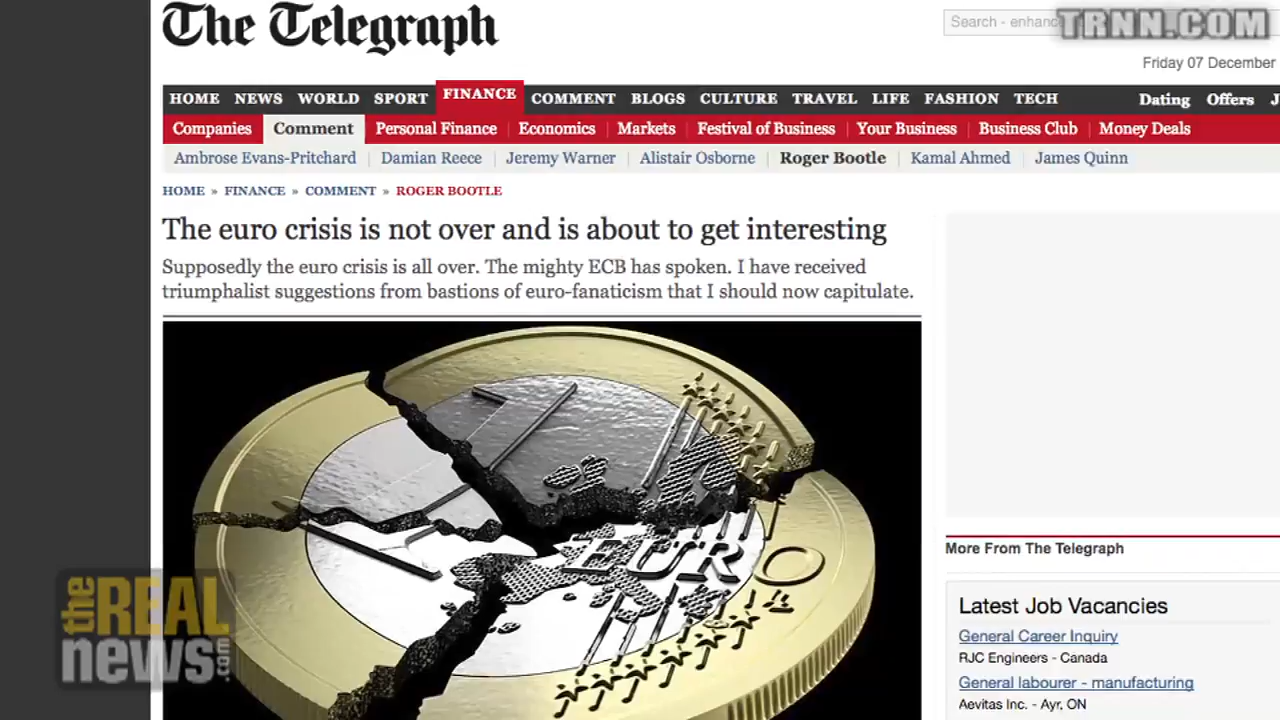 The Telegraph
Search - enhance
TRNN.COM
Friday 07 December
HOME NEWS WORLD SPORT FINANCE COMMENT BLOGS CULTURE TRAVEL LIFE FASHION TECH Dating Offers
Companies Comment Personal Finance Economics Markets Festival of Business Your Business Business Club Money Deals
Ambrose Evans-Pritchard Damian Reece Jeremy Warner Alistair Osborne Roger Bootle Kamal Ahmed James Quinn
HOME » FINANCE » COMMENT » ROGER BOOTLE
The euro crisis is not over and is about to get interesting
Supposedly the euro crisis is all over. The mighty ECB has spoken. I have received
triumphalist suggestions from bastions of euro-fanaticism that I should now capitulate.
1
EURO
More From The Telegraph
Latest Job Vacancies
General Career Inquiry
RJC Engineers - Canada
General labourer - manufacturing
Aevitas Inc. - Ayr, ON
the REAL
news.com